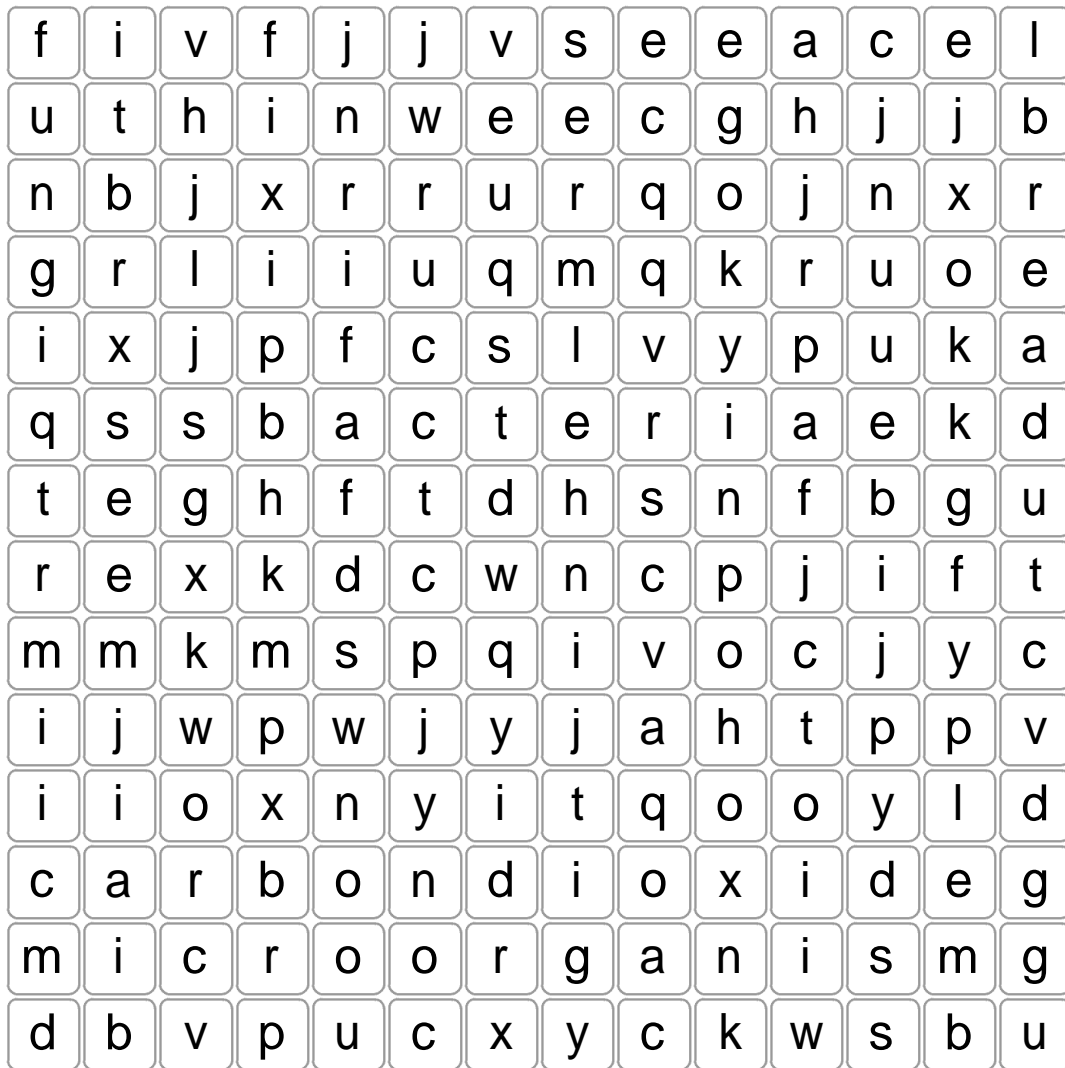 f i v f j j v s e e a c e l
u t h i n w e e c g h j j b
n b j x r r u r q o j n x r
g r l i i u q m q k r u o e
i x j p f c s l v y p u k a
q s s b a c t e r i a e k d
t e g h f t d h s n f b g u
r e x k d c w n c p j i f t
m m k m s p q i v o c j y c
i j w p w j y j a h t p p v
i i o x n y i t q o o y l d
c a r b o n d i o x i d e g
m i c r o o r g a n i s m g
d b v p u c x y c k w s b u